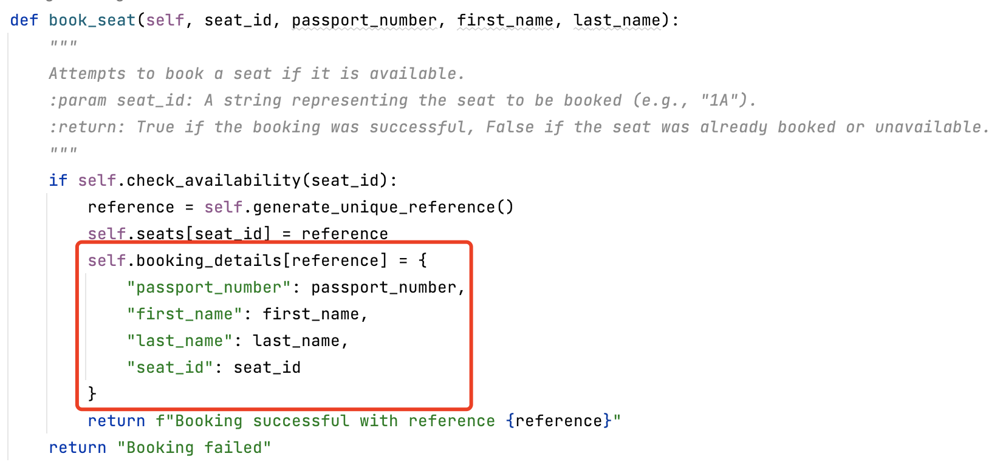 def book_seat(self, seat_id, passport_number, first_name, last_name):
    """
    Attempts to book a seat if it is available.
    :param seat_id: A string representing the seat to be booked (e.g., "1A").
    :return: True if the booking was successful, False if the seat was already booked or unavailable.
    """
    if self.check_availability(seat_id):
        reference = self.generate_unique_reference()
        self.seats[seat_id] = reference
        self.booking_details[reference] = {
            "passport_number": passport_number,
            "first_name": first_name,
            "last_name": last_name,
            "seat_id": seat_id
        }
        return f"Booking successful with reference {reference}"
    return "Booking failed"